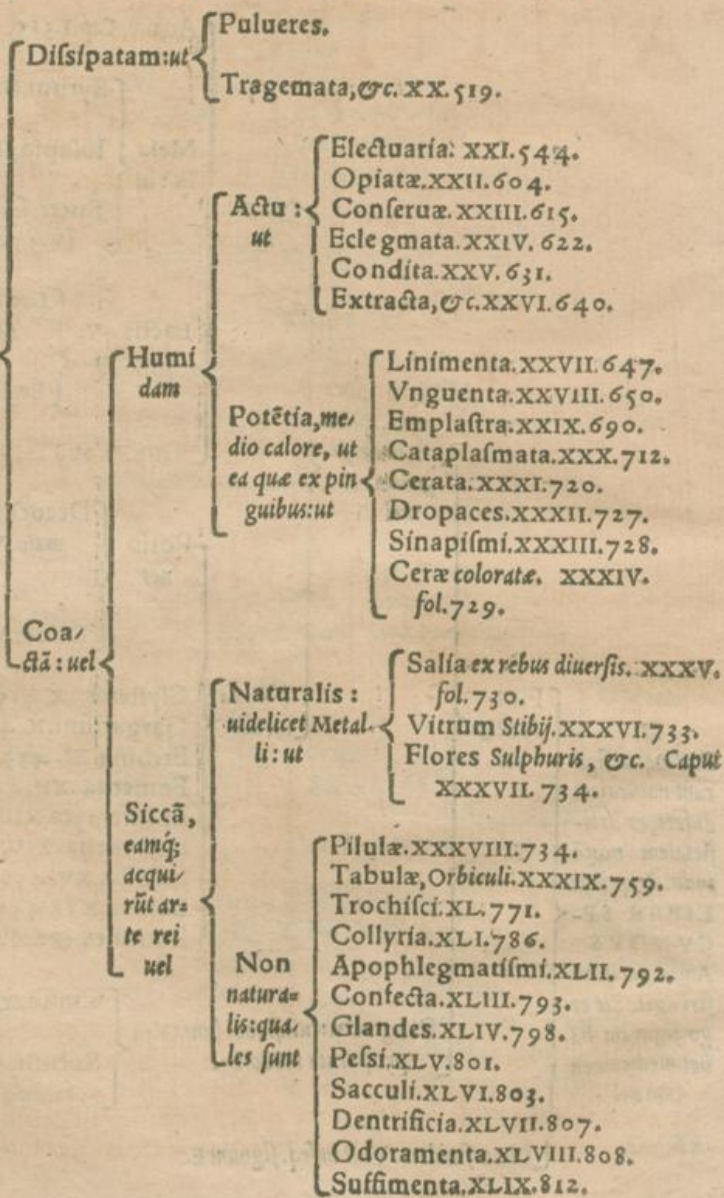 Pulueres.
Diſsipatam:ut
Tragemata,&c. XX.519.
Electuaria: XXI.544.
Opiatæ.XXII.604.
Actu:
ut
Conſeruæ.XXIII.615.
Eclegmata.XXIV.622.
Condita.XXV.631.
Extracta,&c.XXVI.640.
Humi
dam
Linimenta.XXVII.647.
Vnguenta.XXVIII.650.
Emplaſtra.XXIX.690.
Potētia,me/
dio calore, ut
ea quæ ex pin
guibus:ut
Cataplaſmata.XXX.712.
Cerata.XXXI.720.
Dropaces.XXXII.727.
Sinapiſmi.XXXIII.728.
Ceræ coloratæ. XXXIV.
fol.729.
Coa/
ctā: uel
Salia ex rebus diuerſis. XXXV.
fol.730.
Naturalis:
uidelicet Metal-
li: ut
Vitrum Stibij.XXXVI.733.
Flores Sulphuris, &c. Caput
XXXVII.734.
Siccā,
eamq́;
acqui/
rūt ar=
te rei
uel
Pilulæ.XXXVIII.734.
Tabulæ,Orbiculi.XXXIX.759.
Trochiſci.XL.771.
Collyria.XLI.786.
Non
natura=
lis:qua/
les ſunt
Apophlegmatiſmi.XLII.792.
Confecta.XLIII.793.
Glandes.XLIV.798.
Peſsi.XLV.801.
Sacculi.XLVI.803.
Dentrificia.XLVII.807.
Odoramenta.XLVIII.808.
Suffimenta.XLIX.812.